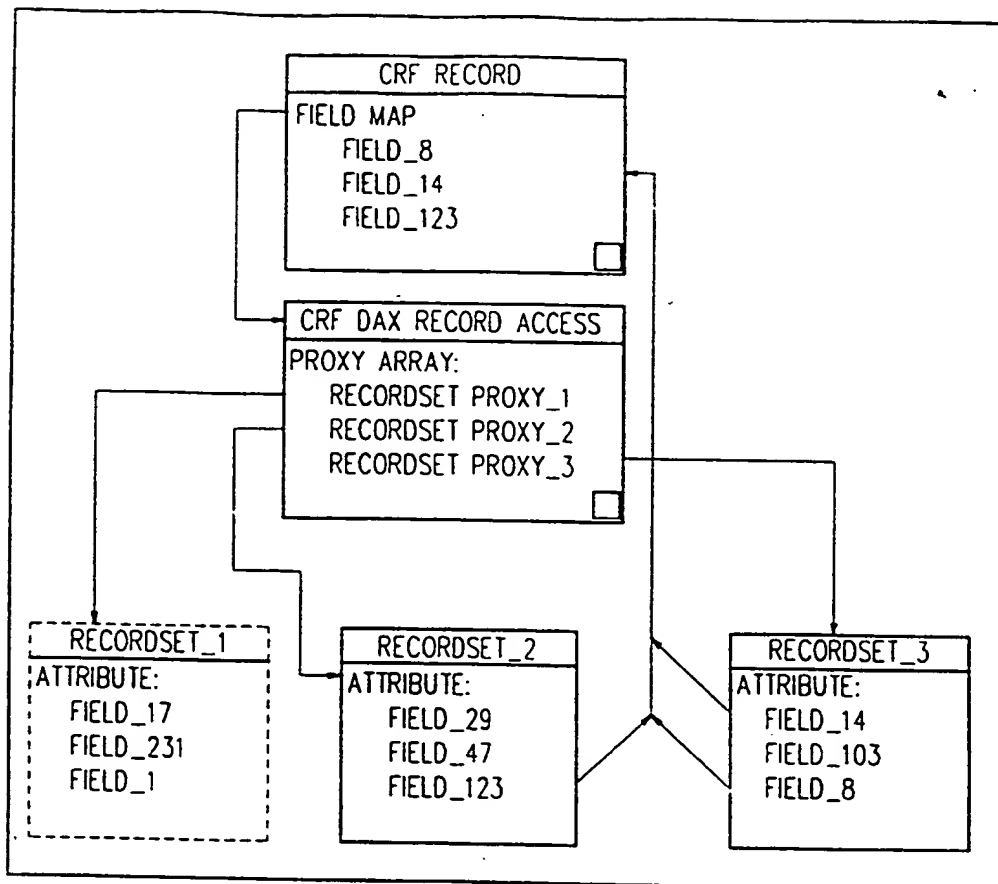 CRF RECORD
FIELD MAP
FIELD_8
FIELD_14
FIELD_123
CRF DAX RECORD ACCESS
PROXY ARRAY:
RECORDSET PROXY_1
RECORDSET PROXY_2
RECORDSET PROXY_3
RECORDSET_1
ATTRIBUTE:
FIELD_17
FIELD_231
FIELD_1
RECORDSET_2
ATTRIBUTE:
FIELD_29
FIELD_47
FIELD_123
RECORDSET_3
ATTRIBUTE:
FIELD_14
FIELD_103
FIELD_8